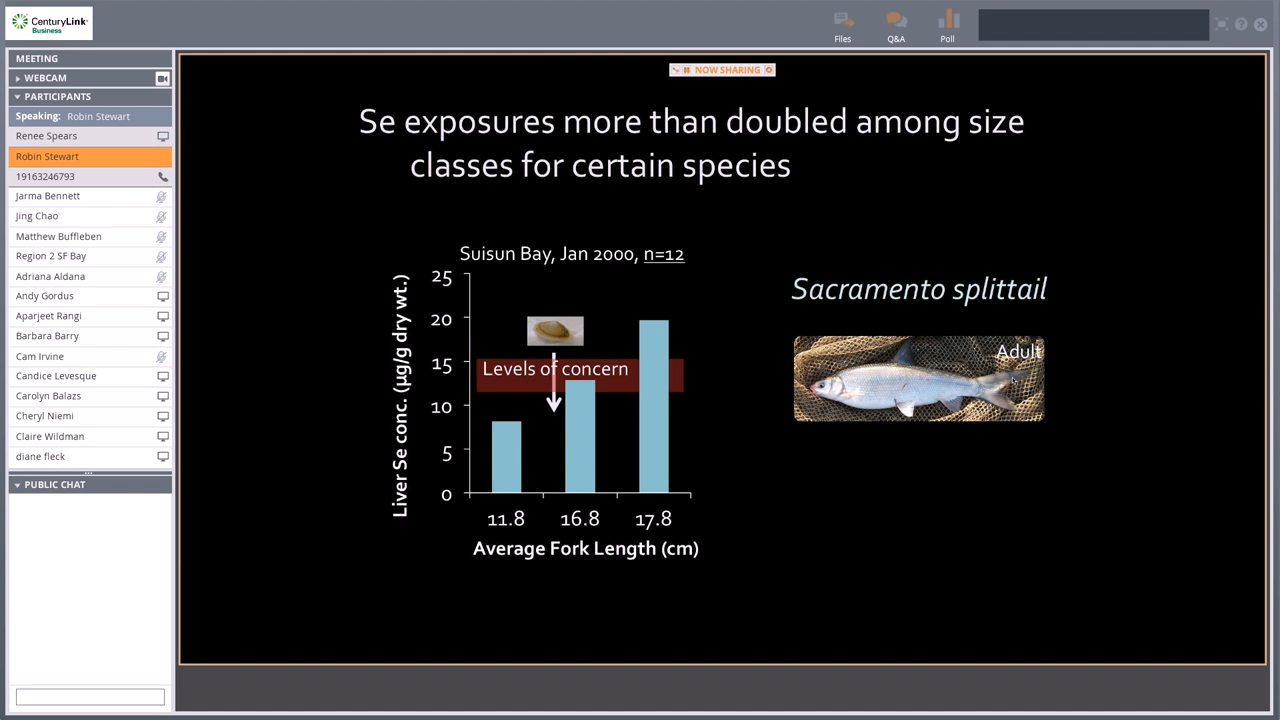 CenturyLink®
Business
Files
Q&A
Poll
MEETING
WEBCAM
PARTICIPANTS
Speaking: Robin Stewart
Renee Spears
Robin Stewart
19163246793
Jarma Bennett
Jing Chao
Matthew Buffleben
Region 2 SF Bay
Adriana Aldana
Andy Gordus
Aparjeet Rangi
Barbara Barry
Cam Irvine
Candice Levesque
Carolyn Balazs
Cheryl Niemi
Claire Wildman
diane fleck
PUBLIC CHAT
NOW SHARING
Se exposures more than doubled among size
classes for certain species
Suisun Bay, Jan 2000, n=12
Liver Se conc. (µg/g dry wt.)
25
20
15
10
5
0
Levels of concern
11.8 16.8 17.8
Average Fork Length (cm)
Sacramento splittail
Adult